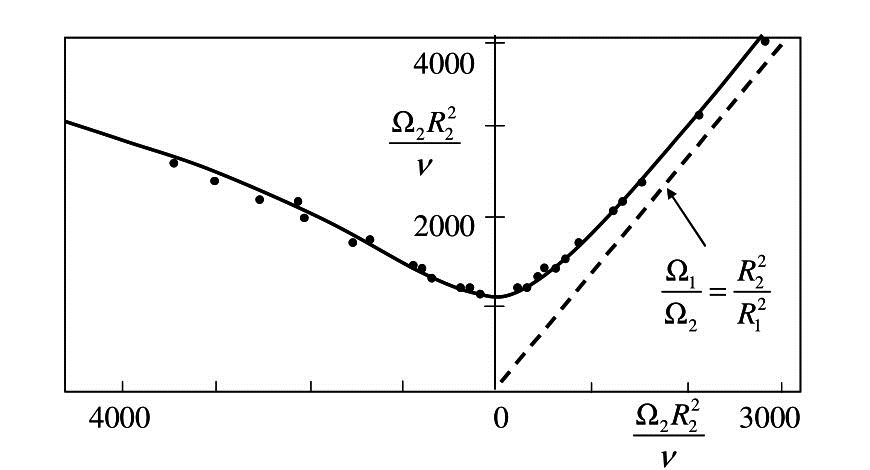 4000
Ω₂R₂²
ν
2000
Ω₁/Ω₂ = R₂²/R₁²
4000
0
Ω₂R₂²
ν
3000